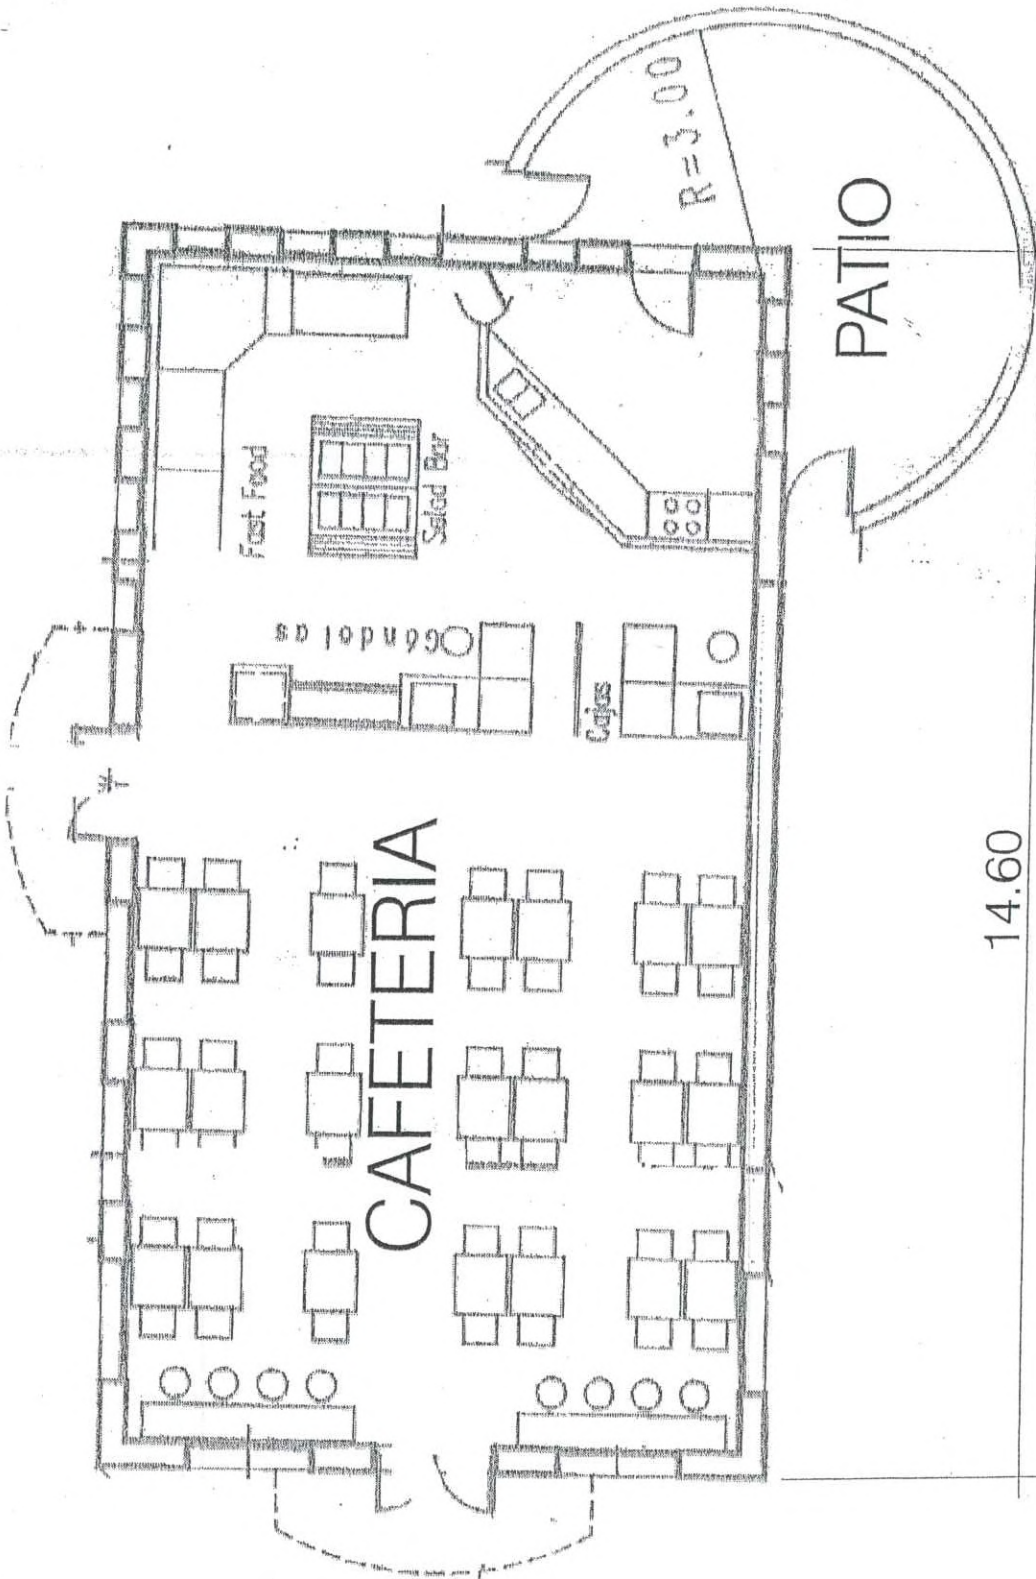 R=3.00
PATIO
Fast Food
Salad Bar
Góndolas
Cajas
CAFETERIA
14.60